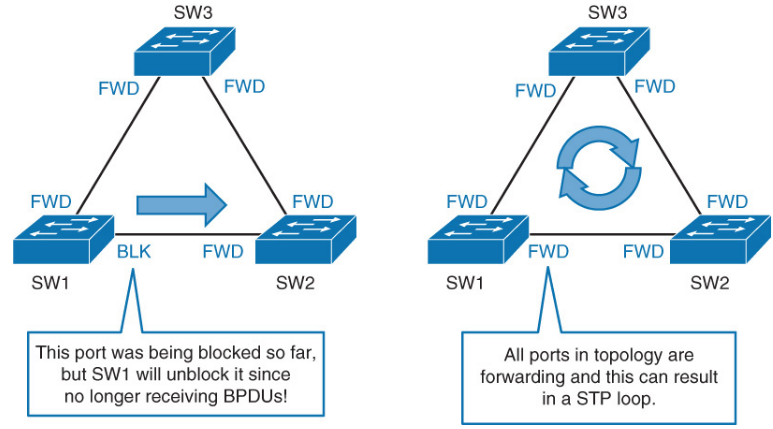 SW3
FWD
FWD
FWD
FWD
BLK
FWD
SW1
SW2
This port was being blocked so far,
but SW1 will unblock it since
no longer receiving BPDUs!
SW3
FWD
FWD
FWD
FWD
FWD
FWD
SW1
SW2
All ports in topology are
forwarding and this can result
in a STP loop.